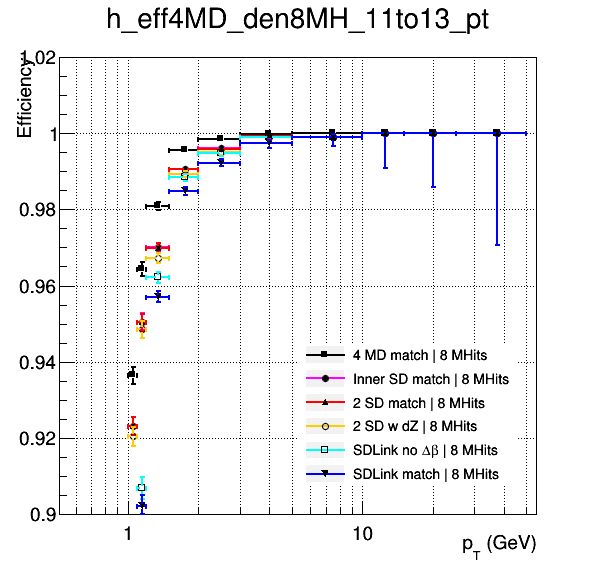 h_eff4MD_den8MH_11to13_pt
Efficiency
1.02
1
0.98
0.96
0.94
0.92
0.9
4 MD match | 8 MHits
Inner SD match | 8 MHits
2 SD match | 8 MHits
2 SD w dZ | 8 MHits
SDLink no Δβ | 8 MHits
SDLink match | 8 MHits
1
10
p_T (GeV)